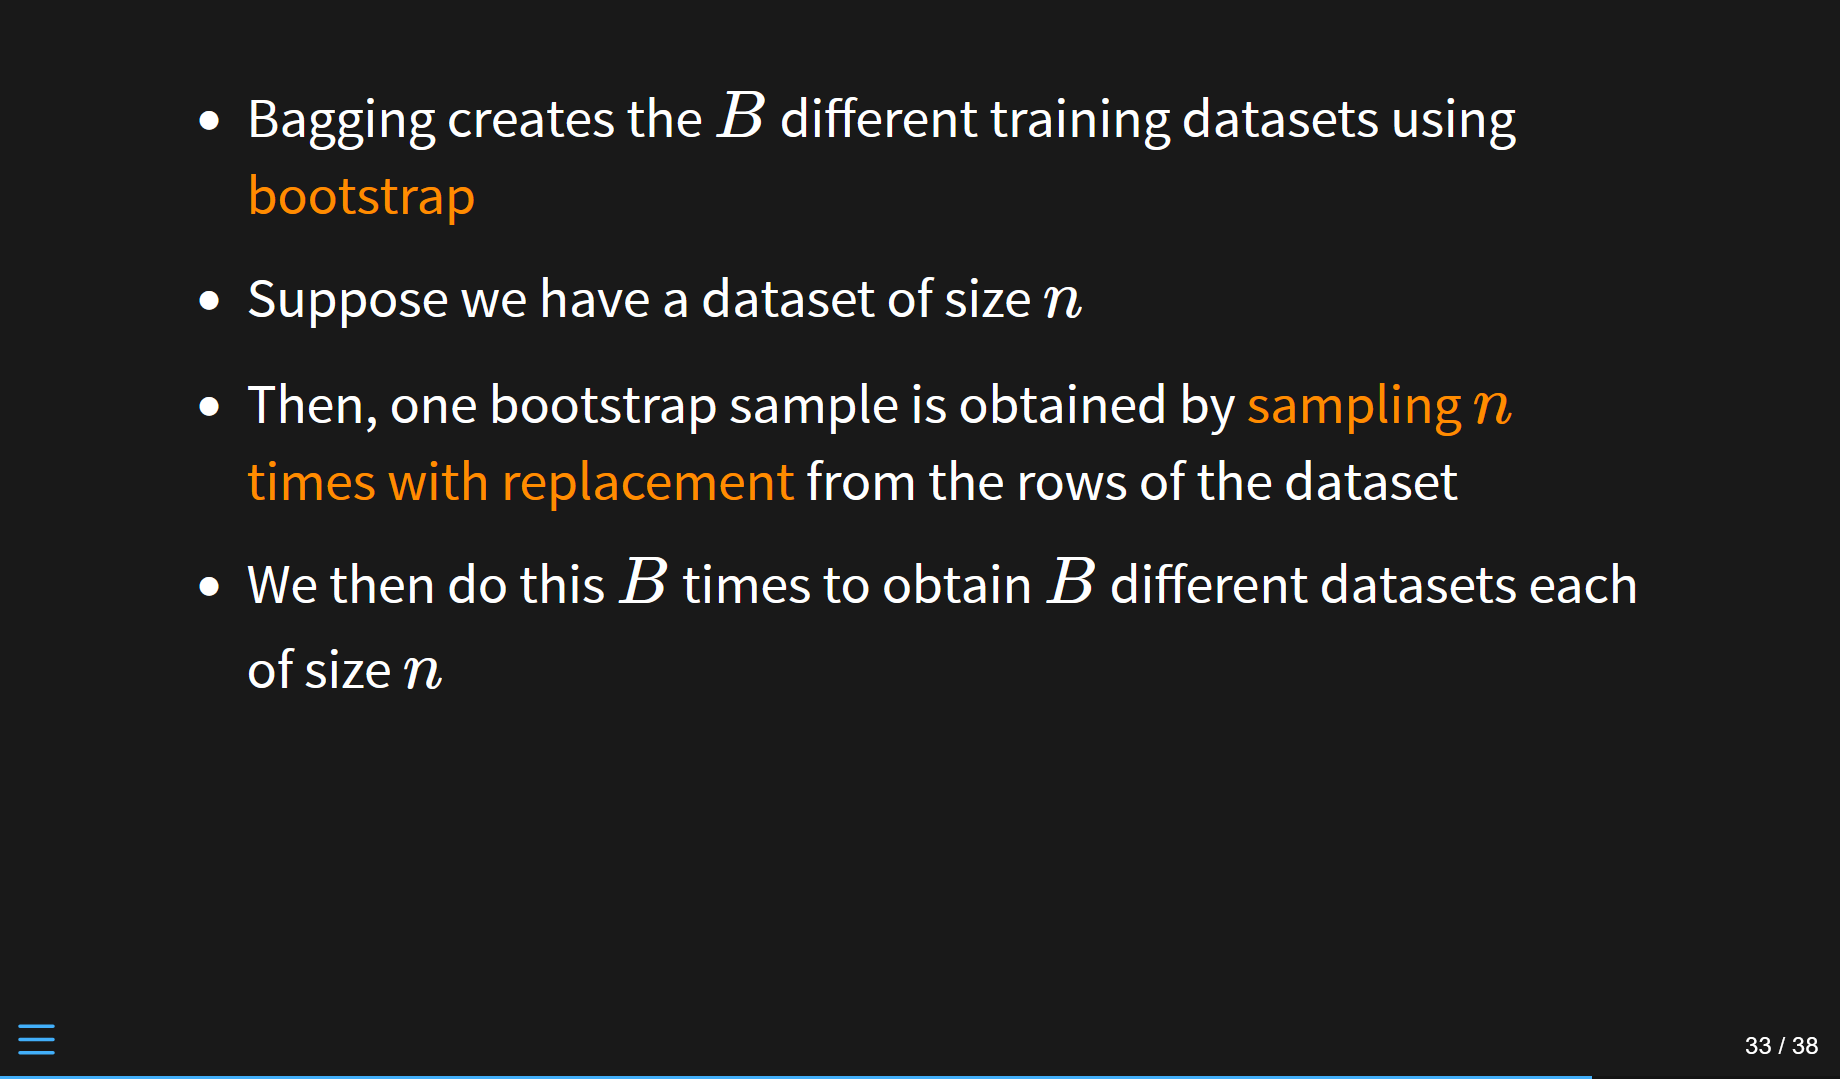 • Bagging creates the B different training datasets using
bootstrap
• Suppose we have a dataset of size n
• Then, one bootstrap sample is obtained by sampling n
times with replacement from the rows of the dataset
• We then do this B times to obtain B different datasets each
of size n
33 / 38